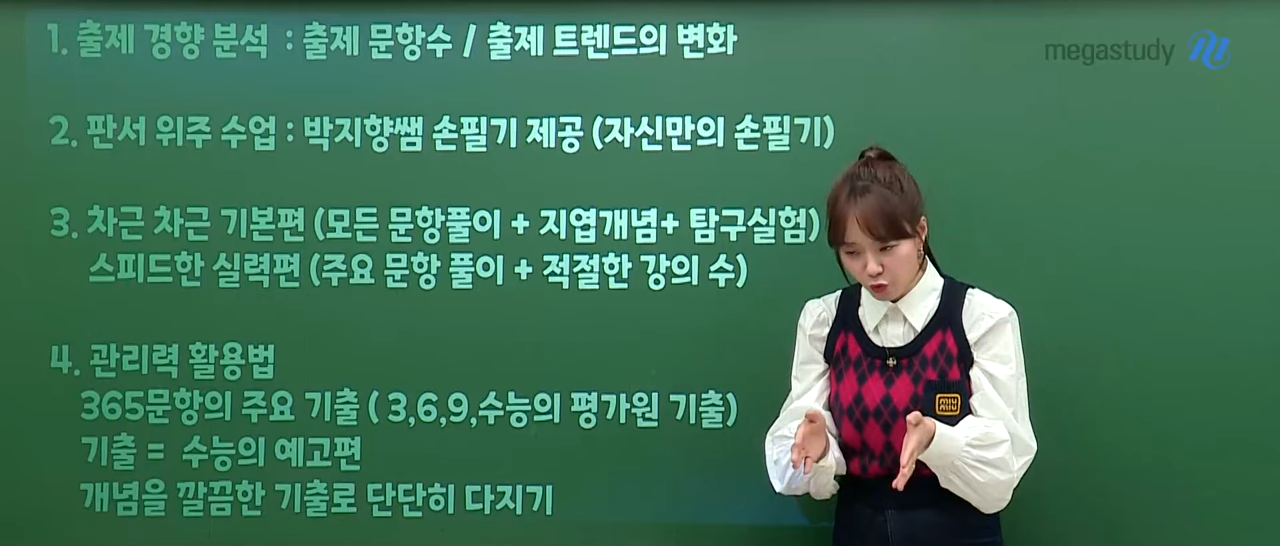 1. 출제 경향 분석 : 출제 문항수 / 출제 트렌드의 변화
megastudy
2. 판서 위주 수업 : 박지향쌤 손필기 제공 (자신만의 손필기)
3. 차근 차근 기본편 (모든 문항풀이 + 지엽개념+ 탐구실험)
스피드한 실력편 (주요 문항 풀이 + 적절한 강의 수)
4. 관리력 활용법
365문항의 주요 기출 ( 3,6,9,수능의 평가원 기출)
기출 = 수능의 예고편
개념을 깔끔한 기출로 단단히 다지기
MIU
MIU